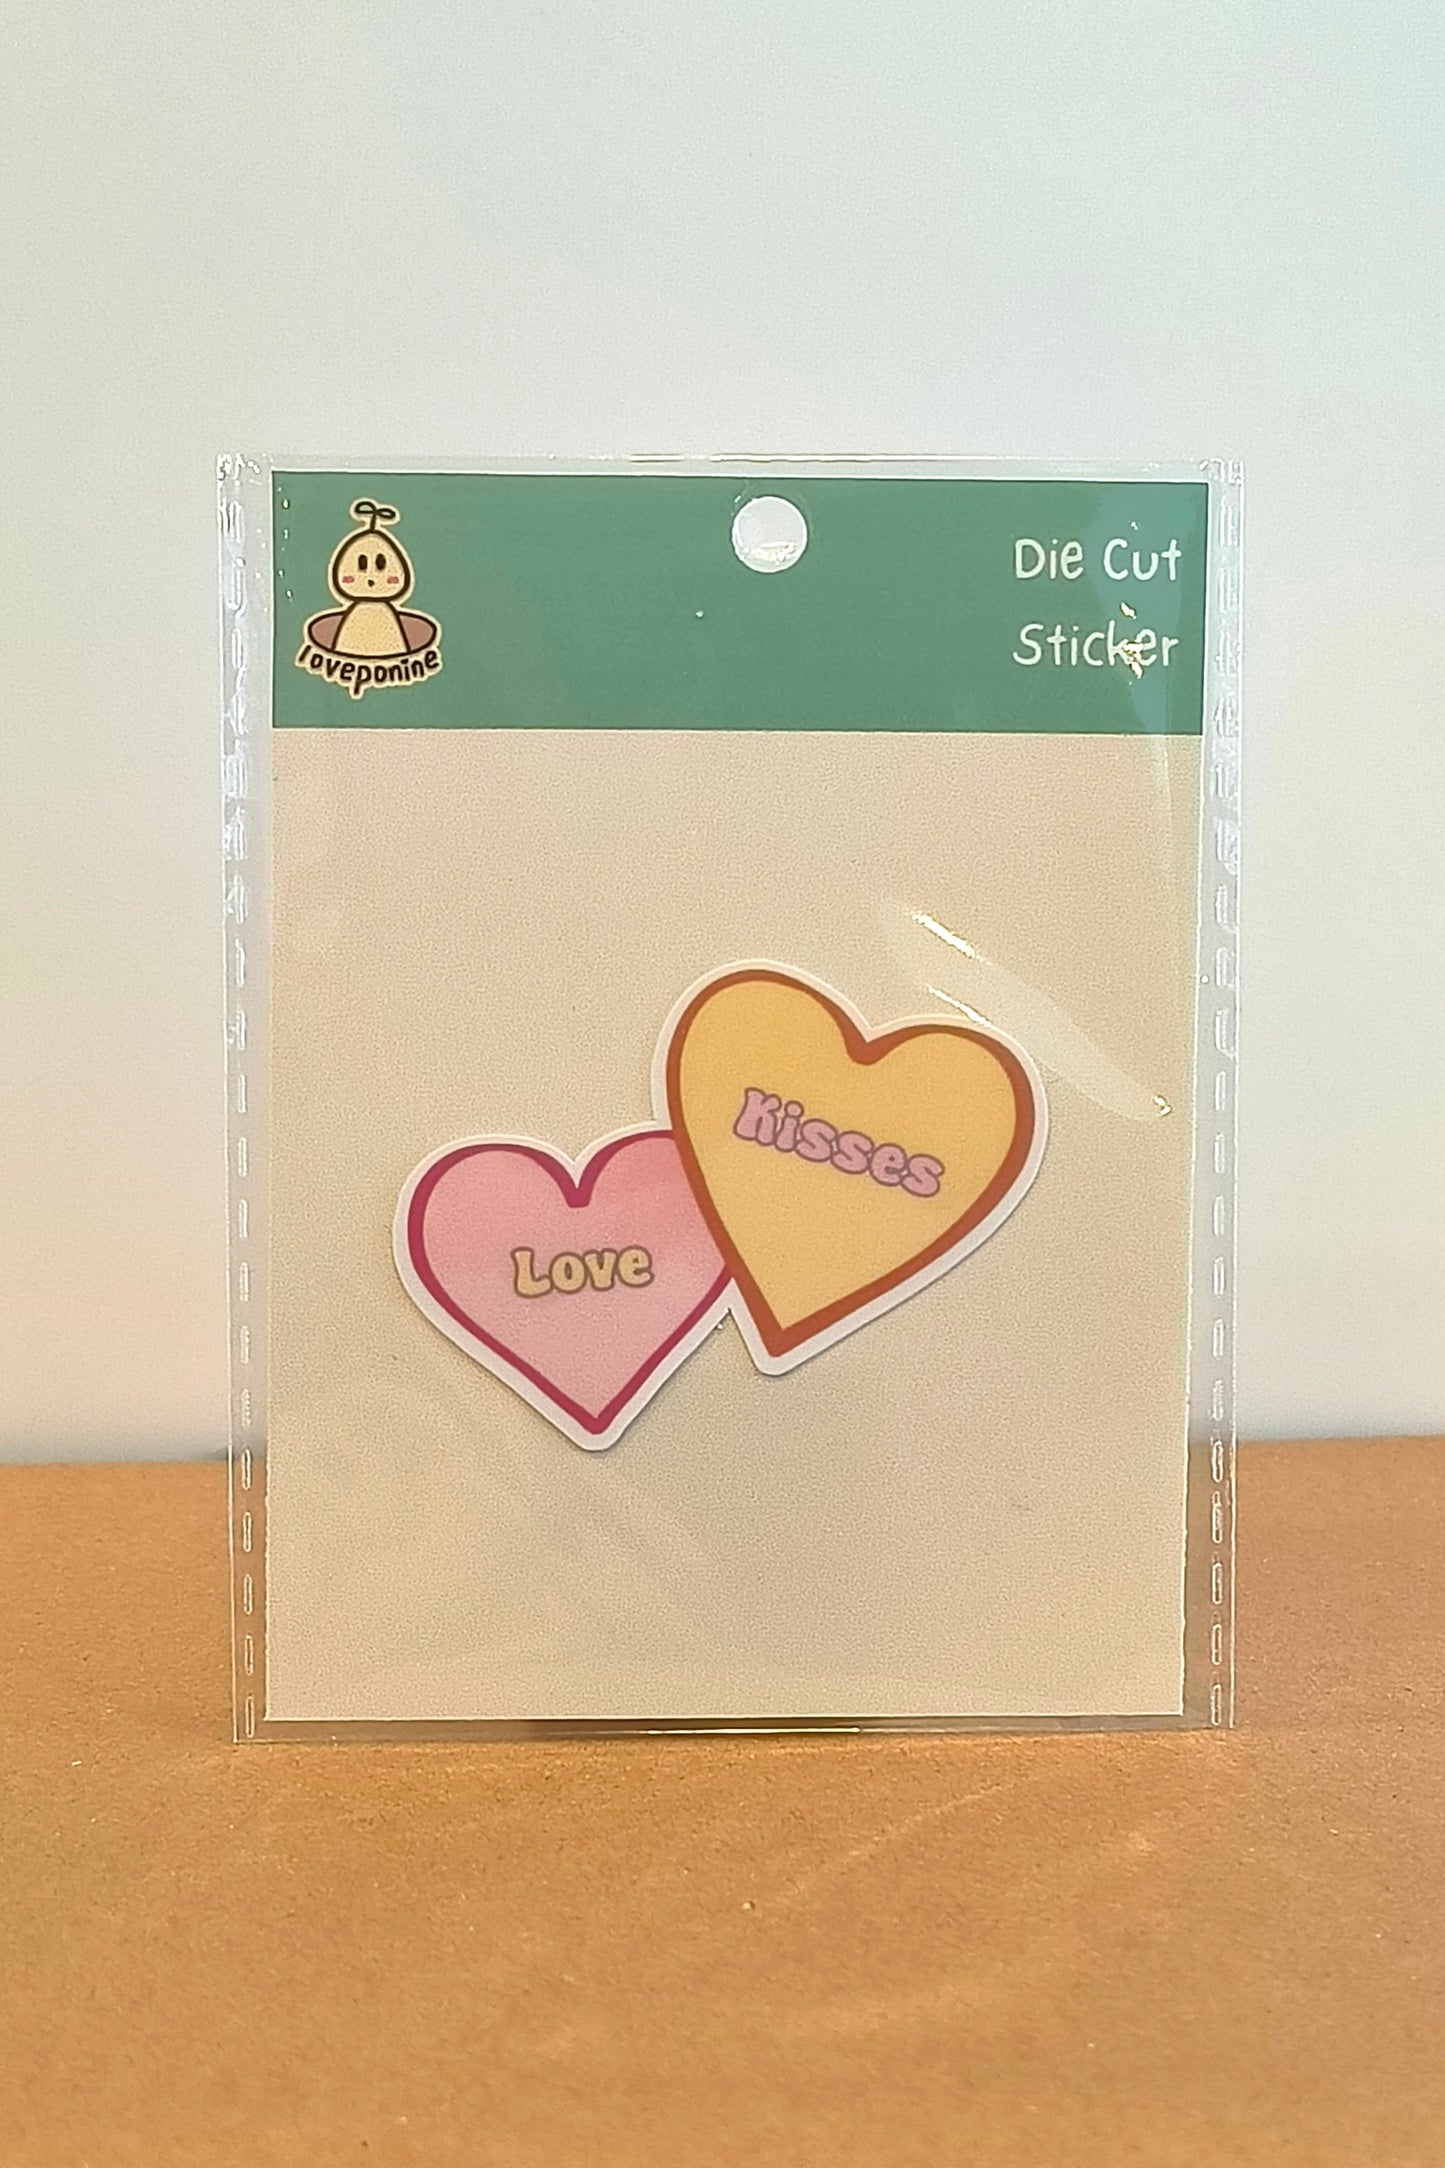 loveponine
Die Cut
Sticker
Kisses
Love